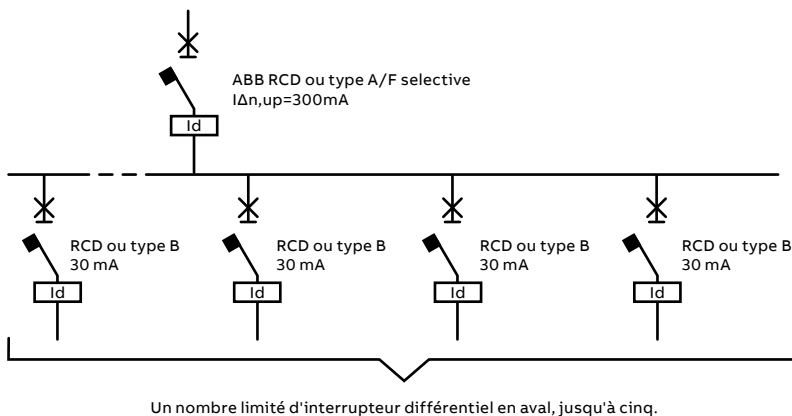 ABB RCD ou type A/F selective
IΔn,up=300mA
Id
RCD ou type B
30 mA
RCD ou type B
30 mA
RCD ou type B
30 mA
RCD ou type B
30 mA
Id
Id
Id
Id
Un nombre limité d'interrupteur différentiel en aval, jusqu'à cinq.